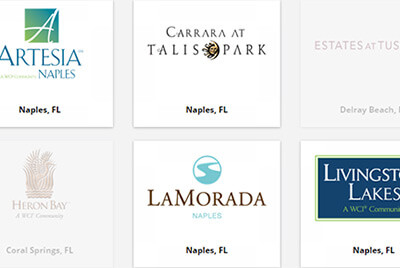 ARTESIA™
NAPLES
A WCI Community
Naples, FL
CARRARA AT
TALIS PARK
Naples, FL
ESTATES AT TUS
Delray Beach,
HERON BAY
A WCI Community
Coral Springs, FL
LAMORADA
NAPLES
Naples, FL
LIVINGSTO
LAKES
A WCI® Communi
Naples, FL